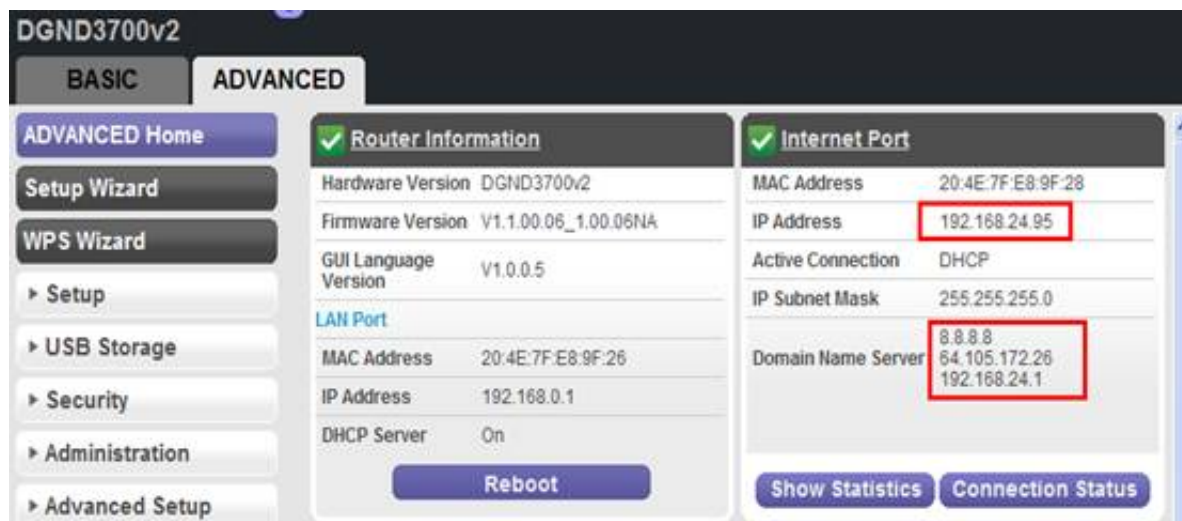 DGND3700v2
BASIC
ADVANCED
ADVANCED Home
Setup Wizard
WPS Wizard
Setup
USB Storage
Security
Administration
Advanced Setup
Router Information
Hardware Version DGND3700v2
Firmware Version V1.1.00.06_1.00.06NA
GUI Language
Version V1.0.0.5
LAN Port
MAC Address 20:4E:7F:E8:9F:26
IP Address 192.168.0.1
DHCP Server On
Reboot
Internet Port
MAC Address 20:4E:7F:E8:9F:28
IP Address 192.168.24.95
Active Connection DHCP
IP Subnet Mask 255.255.255.0
Domain Name Server
8.8.8.8
64.105.172.26
192.168.24.1
Show Statistics
Connection Status